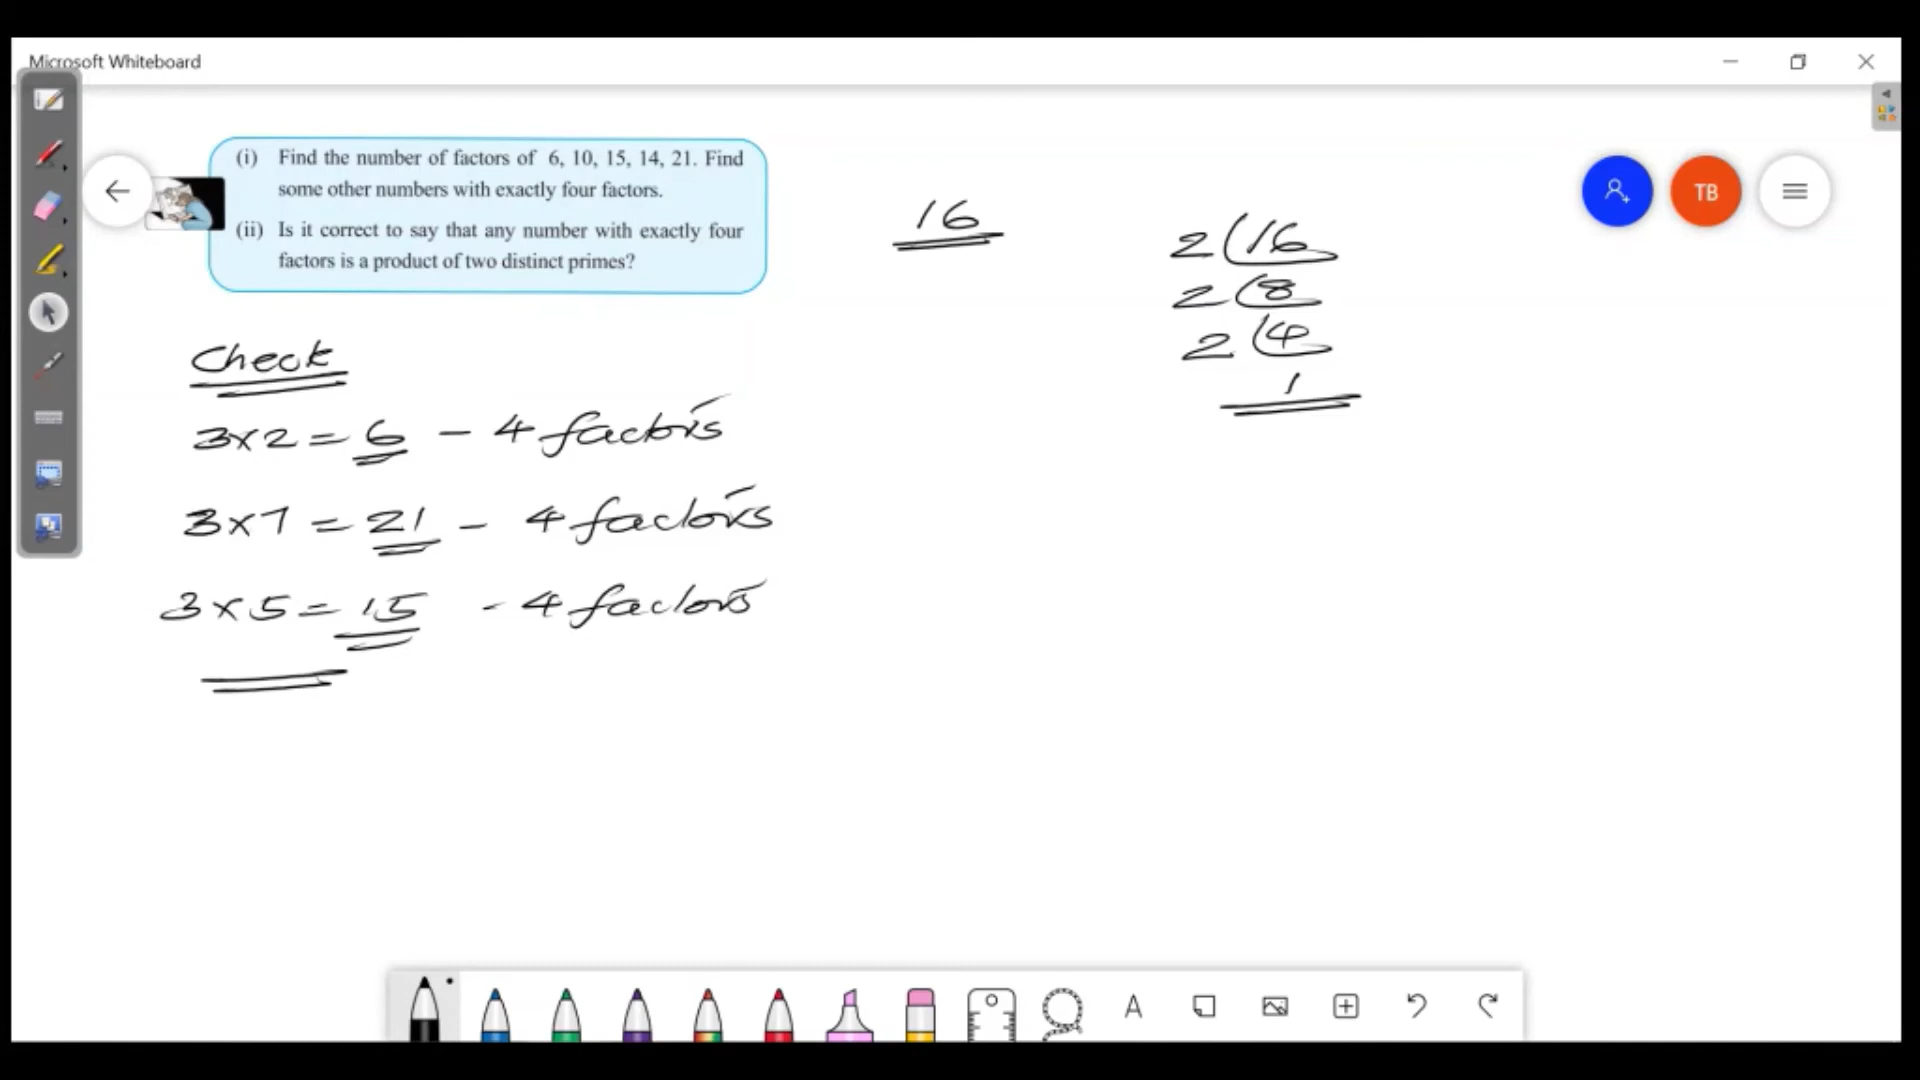 Microsoft Whiteboard
(i) Find the number of factors of 6, 10, 15, 14, 21. Find
some other numbers with exactly four factors.
(ii) Is it correct to say that any number with exactly four
factors is a product of two distinct primes?
TB
16
2 (16
2 (8
2 (4
1
Check
3×2 = 6 – 4 factors
3×7 = 21 – 4 factors
3×5 = 15 - 4 factors
A